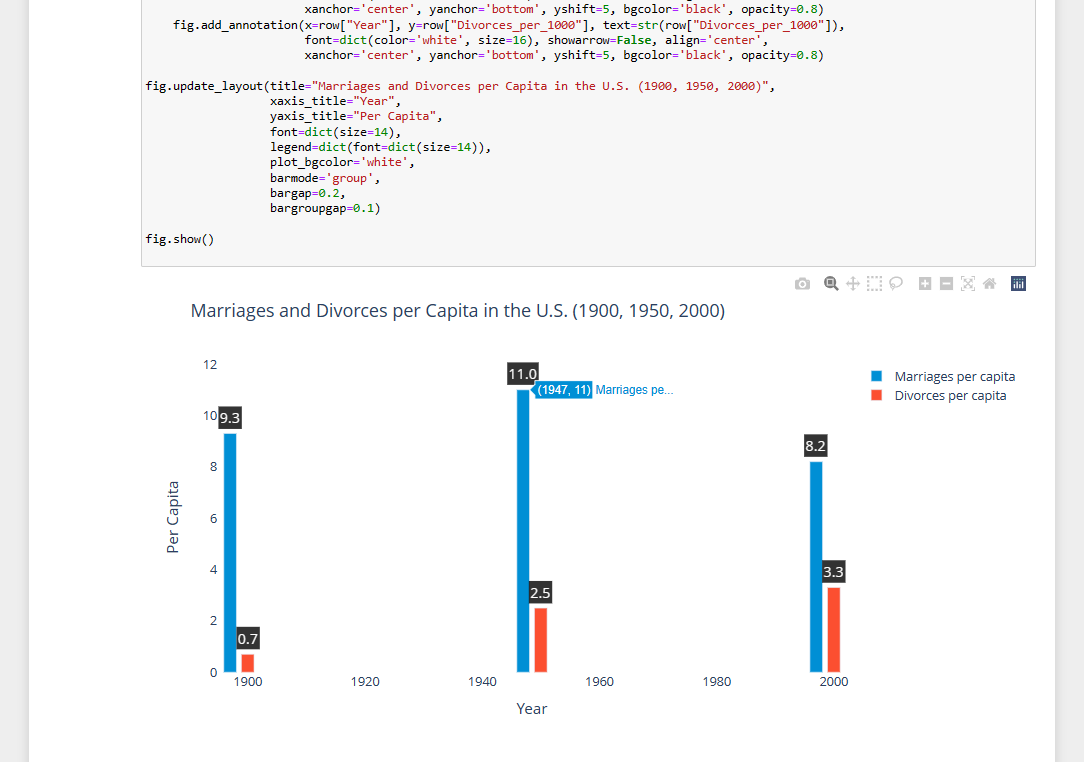 xanchor='center', yanchor='bottom', yshift=5, bgcolor='black', opacity=0.8)
fig.add_annotation(x=row["Year"], y=row["Divorces_per_1000"], text=str(row["Divorces_per_1000"]),
font=dict(color='white', size=16), showarrow=False, align='center',
xanchor='center', yanchor='bottom', yshift=5, bgcolor='black', opacity=0.8)
fig.update_layout(title="Marriages and Divorces per Capita in the U.S. (1900, 1950, 2000)",
xaxis_title="Year",
yaxis_title="Per Capita",
font=dict(size=14),
legend=dict(font=dict(size=14)),
plot_bgcolor='white',
barmode='group',
bargap=0.2,
bargroupgap=0.1)
fig.show()
Marriages and Divorces per Capita in the U.S. (1900, 1950, 2000)
12
10
8
6
4
2
0
Per Capita
9.3
0.7
11.0
(1947, 11) Marriages pe...
2.5
8.2
3.3
Marriages per capita
Divorces per capita
1900 1920 1940 1960 1980 2000
Year